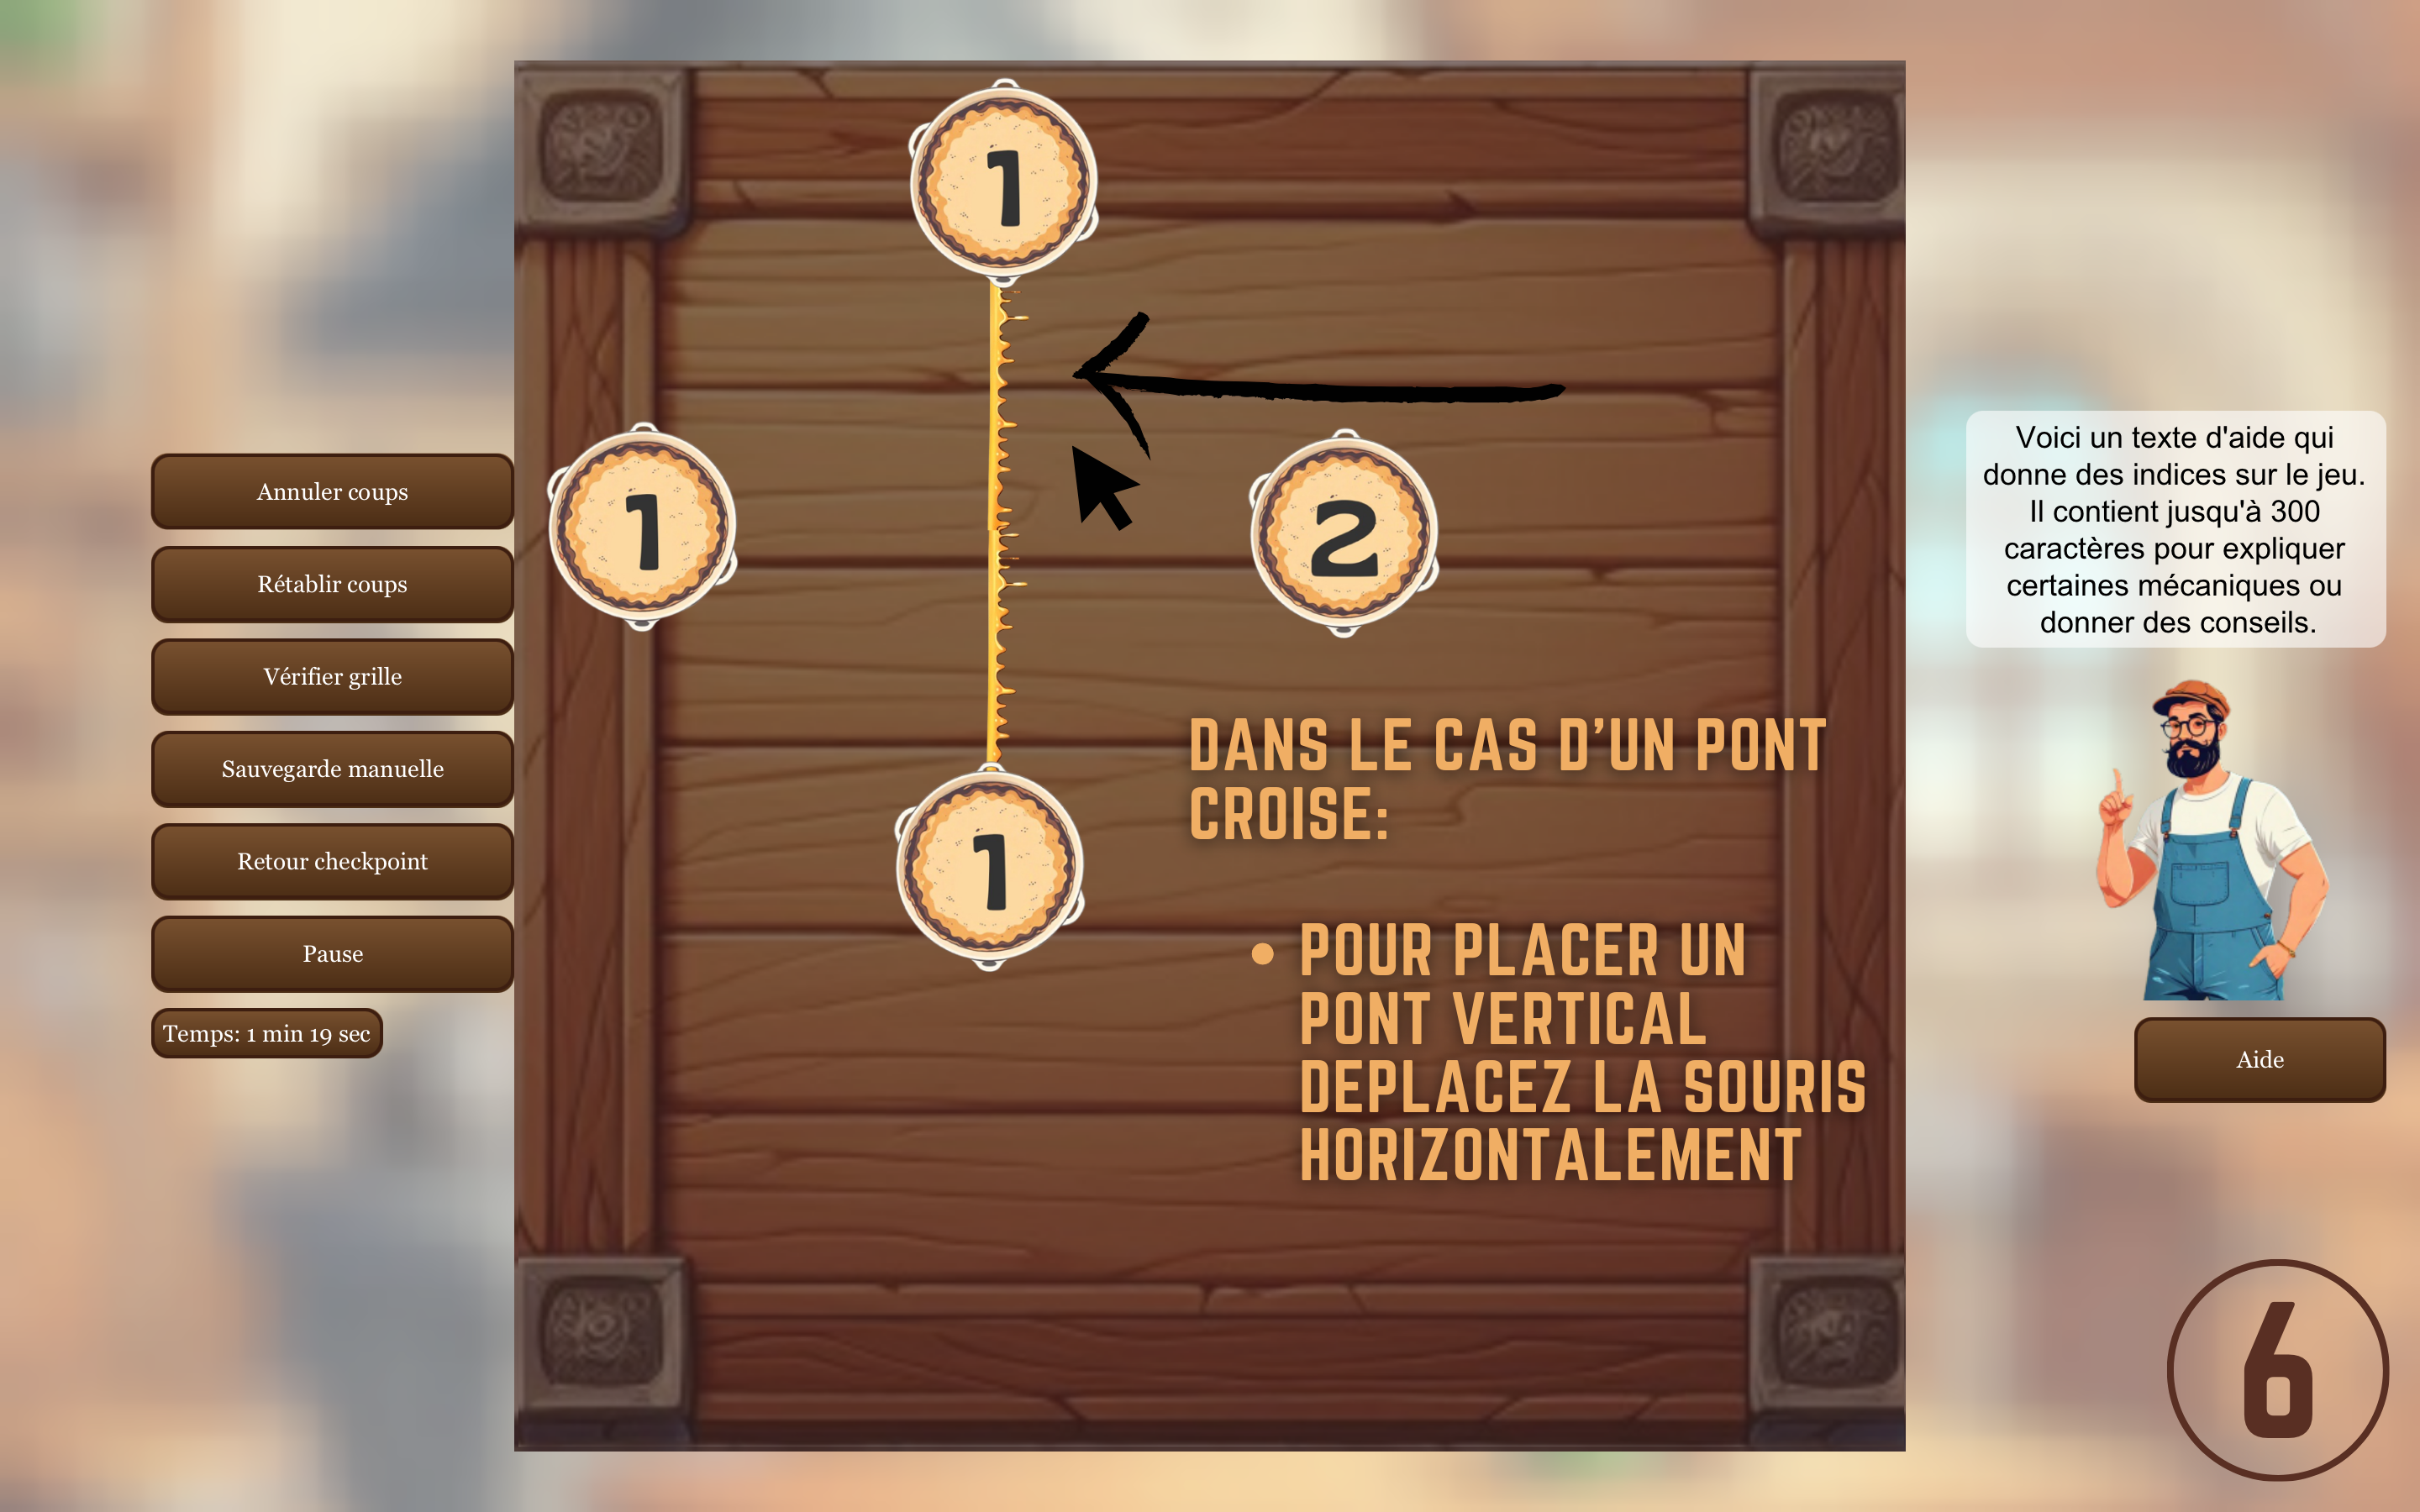 1
1
2
1
DANS LE CAS D'UN PONT
CROISE:
• POUR PLACER UN
PONT VERTICAL
DEPLACEZ LA SOURIS
HORIZONTALEMENT
Annuler coups
Rétablir coups
Vérifier grille
Sauvegarde manuelle
Retour checkpoint
Pause
Temps: 1 min 19 sec
Voici un texte d'aide qui
donne des indices sur le jeu.
Il contient jusqu'à 300
caractères pour expliquer
certaines mécaniques ou
donner des conseils.
Aide
6